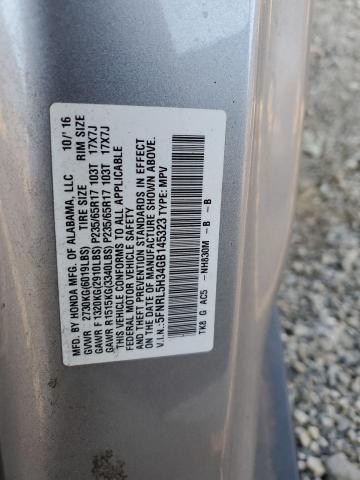 MFD. BY HONDA MFG. OF ALABAMA, LLC 10/'16
GVWR 2730KG(6019LBS) TIRE SIZE RIM SIZE
GAWR F 1320KG(2910LBS) P235/65R17 103T 17X7J
GAWR R1515KG(3340LBS) P235/65R17 103T 17X7J
THIS VEHICLE CONFORMS TO ALL APPLICABLE
FEDERAL MOTOR VEHICLE SAFETY
AND THEFT PREVENTION STANDARDS IN EFFECT
ON THE DATE OF MANUFACTURE SHOWN ABOVE.
V.I.N.:5FNRL5H34GB145323 TYPE: MPV
TK8 G AC5 -NH830M -B -B